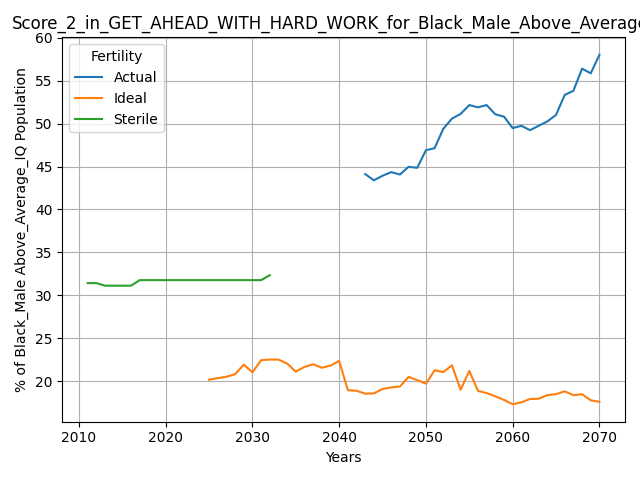 Score_2_in_GET_AHEAD_WITH_HARD_WORK_for_Black_Male_Above_Average
Fertility
Actual
Ideal
Sterile
% of Black_Male Above_Average_IQ Population
60
55
50
45
40
35
30
25
20
2010 2020 2030 2040 2050 2060 2070
Years